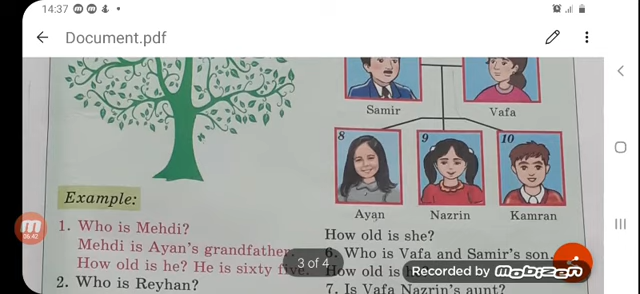 14:37
Document.pdf
Samir
Vafa
8
9
10
Ayan
Nazrin
Kamran
Example:
1. Who is Mehdi?
Mehdi is Ayan's grandfather.
How old is he? He is sixty five.
2. Who is Reyhan?
How old is she?
6. Who is Vafa and Samir's son.
How old is
7. Is Vafa Nazrin's aunt?
3 of 4
06:42
Recorded by Mobizen